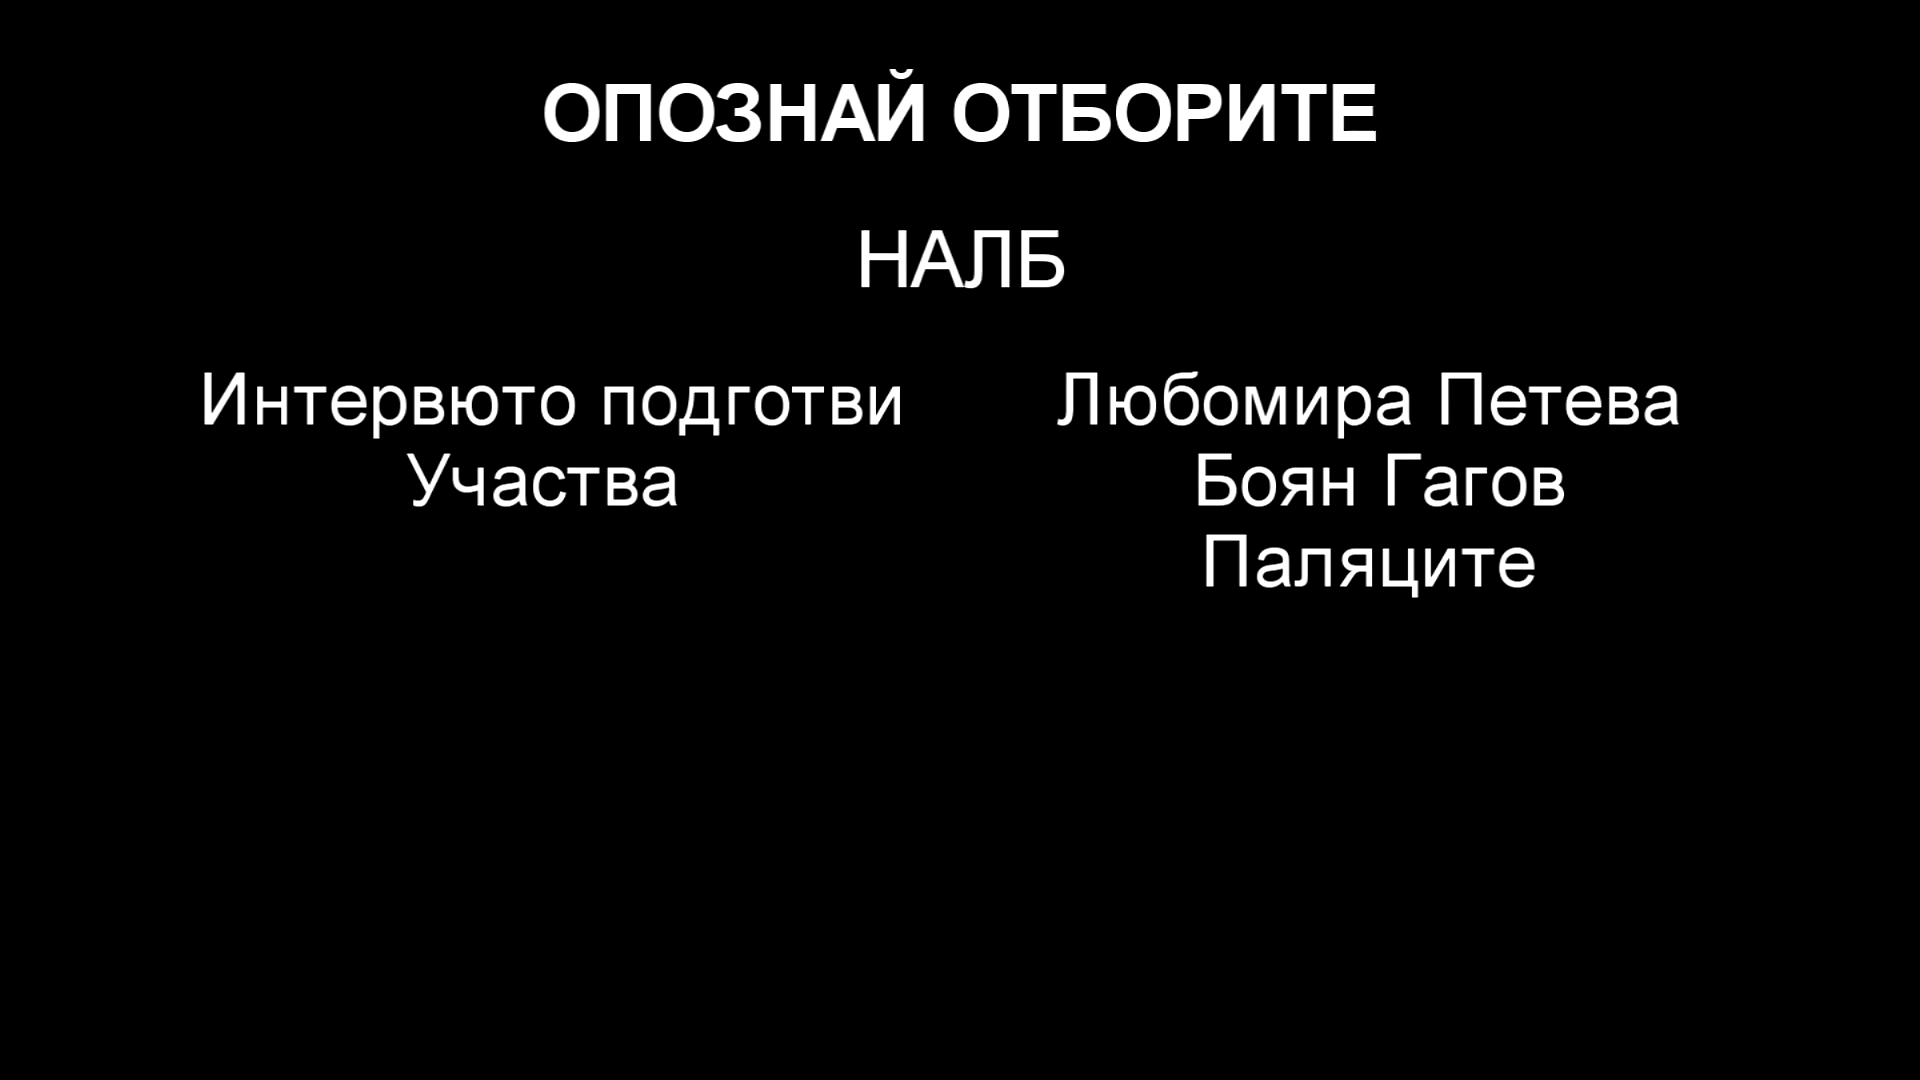 ОПОЗНАЙ ОТБОРИТЕ
НАЛБ
Интервюто подготви Любомира Петева
Участва Боян Гагов
Паляците